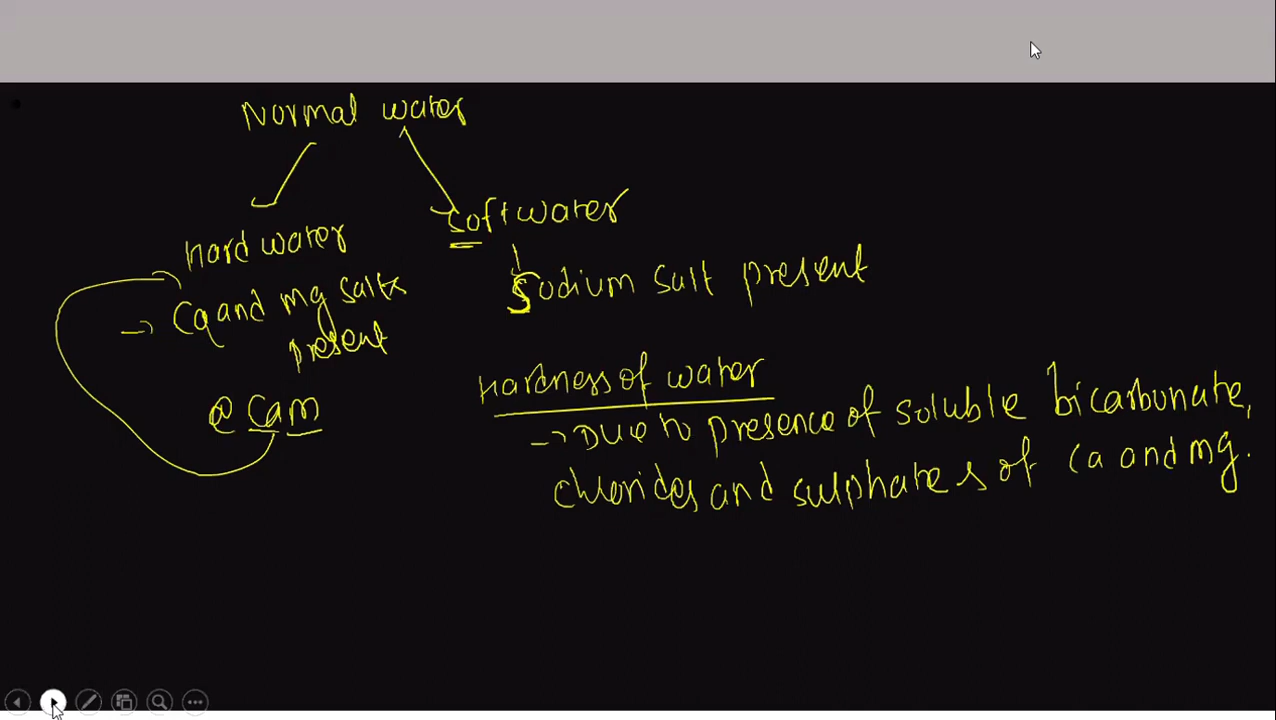 Normal water
Hard water
Soft water
→ Ca and Mg salts
present
Sodium salt present
@ Cam
Hardness of water
→ Due to presence of soluble bicarbonate,
chlorides and sulphates of Ca and Mg.